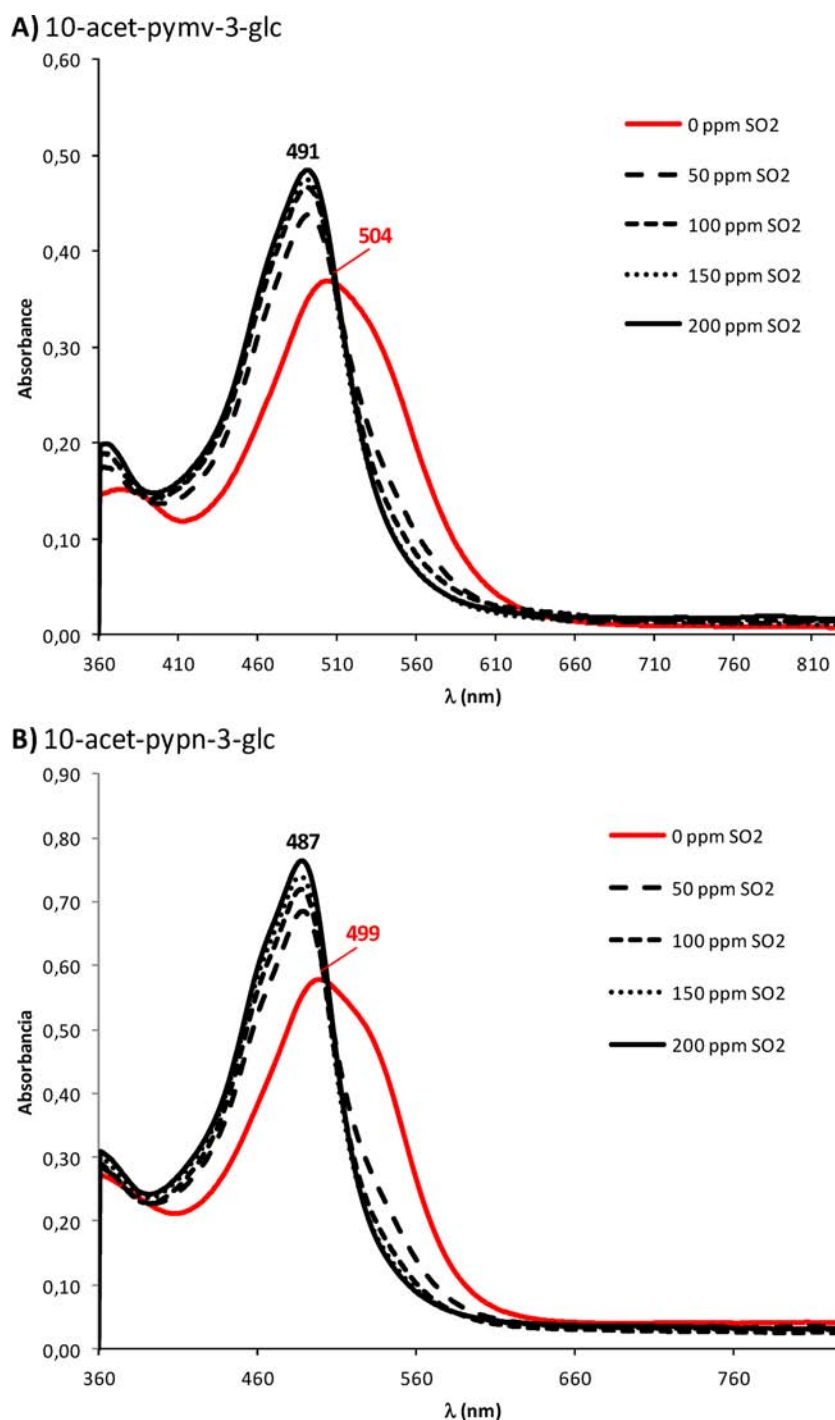 A) 10-acet-pymv-3-glc
0,60
0,50
0,40
0,30
0,20
0,10
0,00
Absorbance
491
504
0 ppm SO2
50 ppm SO2
100 ppm SO2
150 ppm SO2
200 ppm SO2
360 410 460 510 560 610 660 710 760 810
λ (nm)
B) 10-acet-pypn-3-glc
0,90
0,80
0,70
0,60
0,50
0,40
0,30
0,20
0,10
0,00
Absorbancia
487
499
0 ppm SO2
50 ppm SO2
100 ppm SO2
150 ppm SO2
200 ppm SO2
360 460 560 660 760
λ (nm)